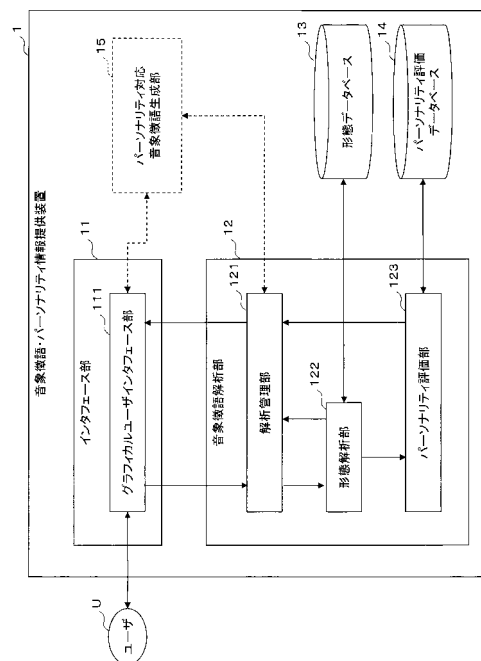 音象徴語・パーソナリティ情報提供装置
1
インタフェース部
11
グラフィカルユーザインタフェース部
111
パーソナリティ対応
音象徴語生成部
15
ユーザ
U
音象徴語解析部
12
解析管理部
121
形態解析部
122
パーソナリティ評価部
123
形態データベース
13
パーソナリティ評価
データベース
14